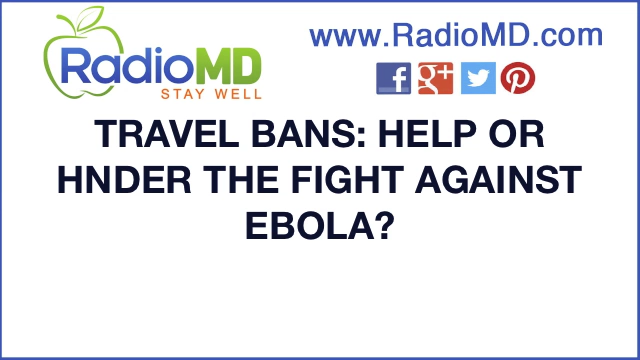 RadioMD
STAY WELL
www.RadioMD.com
f g+ 
TRAVEL BANS: HELP OR
HNDER THE FIGHT AGAINST
EBOLA?